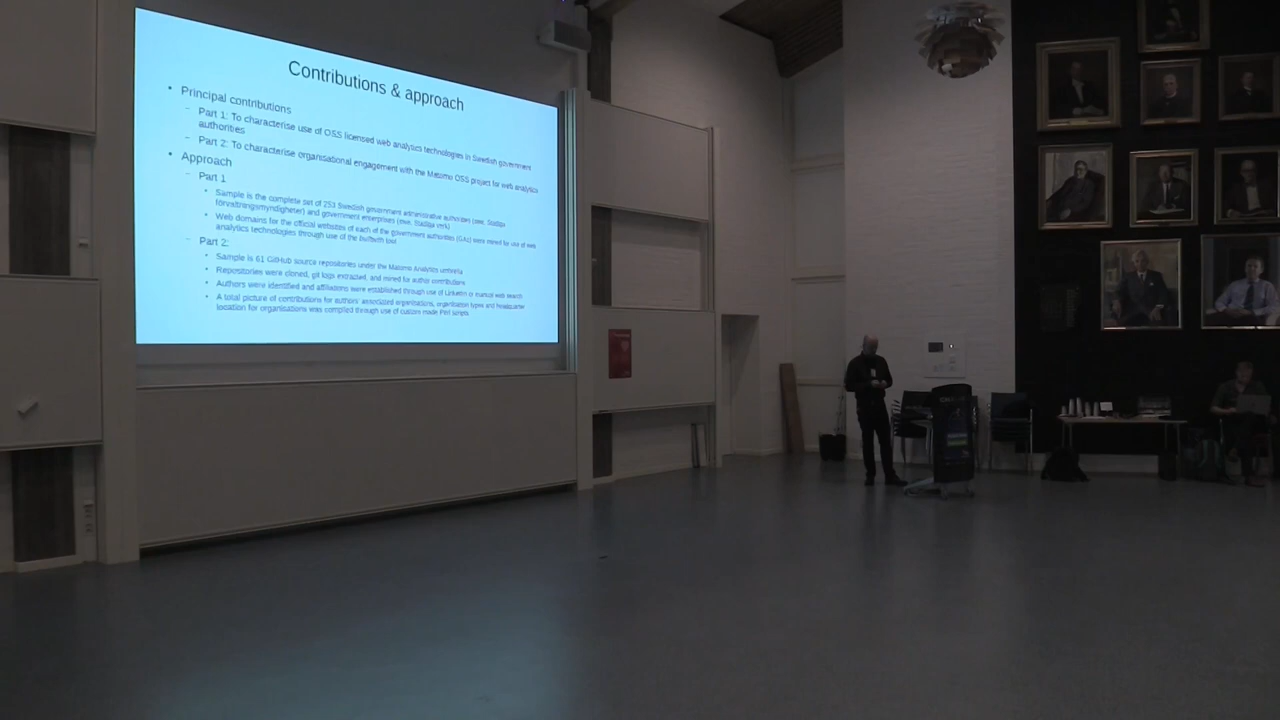 Contributions & approach
• Principal contributions
– Part 1: To characterise use of OSS licensed web analytics technologies in Swedish government
authorities
– Part 2: To characterise organisational engagement with the Matomo OSS project for web analytics
• Approach
– Part 1
• Sample is the complete set of 253 Swedish government administrative authorities (swe. Statliga
förvaltningsmyndigheter) and government enterprises (swe. Statliga verk)
• Web domains for the official websites of each of the government authorities (GAs) were mined for use of web
analytics technologies through use of the builtwith tool
– Part 2:
• Sample is 61 GitHub source repositories under the Matomo Analytics umbrella
• Repositories were cloned, git logs extracted, and mined for author contributions
• Authors were identified and affiliations were established through use of LinkedIn or manual web search
• A total picture of contributions for authors' associated organisations, organisation types and headquarter
location for organisations was compiled through use of custom made Perl scripts